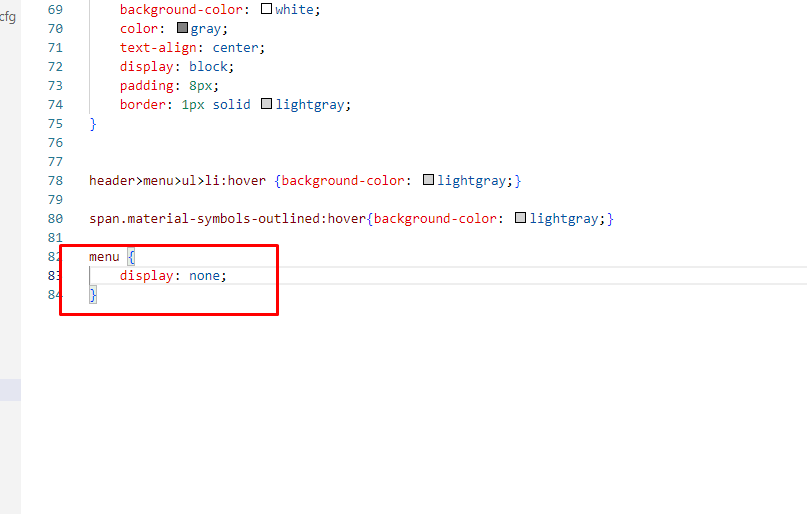 cfg
69 background-color: white;
70 color: gray;
71 text-align: center;
72 display: block;
73 padding: 8px;
74 border: 1px solid lightgray;
75 }
76
77
78 header>menu>ul>li:hover {background-color: lightgray;}
79
80 span.material-symbols-outlined:hover{background-color: lightgray;}
81
82 menu {
83 display: none;
84 }